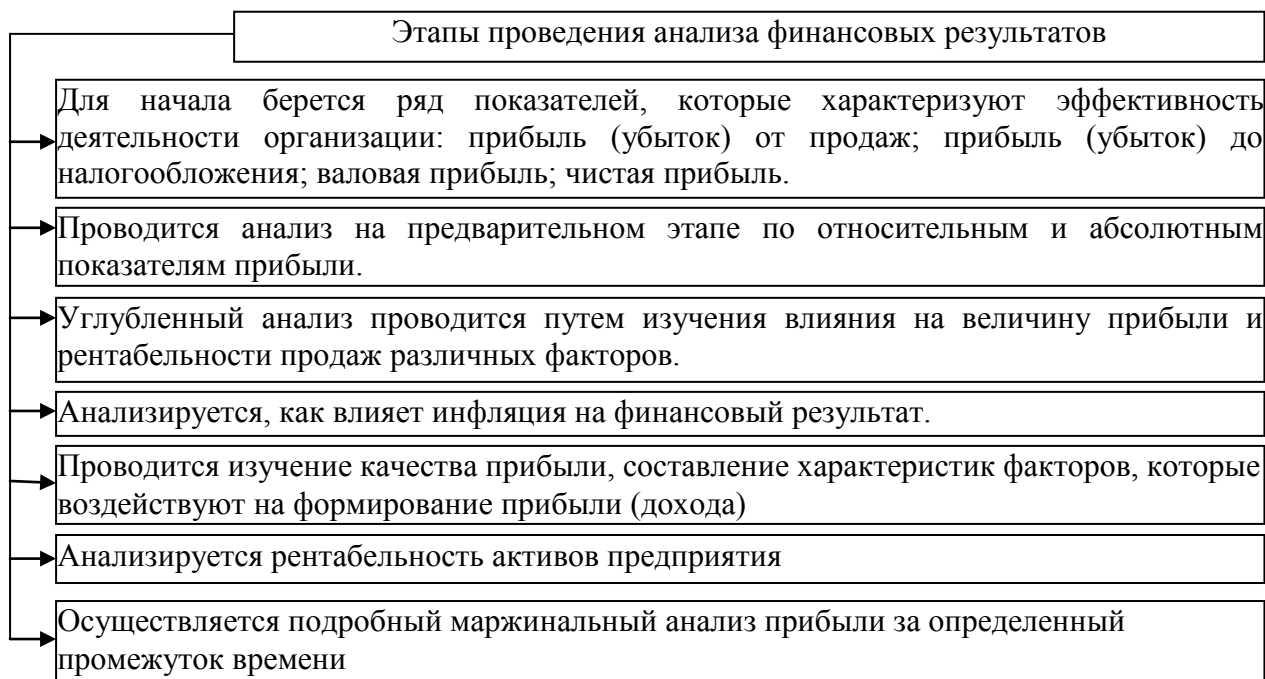 Этапы проведения анализа финансовых результатов
Для начала берется ряд показателей, которые характеризуют эффективность
деятельности организации: прибыль (убыток) от продаж; прибыль (убыток) до
налогообложения; валовая прибыль; чистая прибыль.
Проводится анализ на предварительном этапе по относительным и абсолютным
показателям прибыли.
Углубленный анализ проводится путем изучения влияния на величину прибыли и
рентабельности продаж различных факторов.
Анализируется, как влияет инфляция на финансовый результат.
Проводится изучение качества прибыли, составление характеристик факторов, которые
воздействуют на формирование прибыли (дохода)
Анализируется рентабельность активов предприятия
Осуществляется подробный маржинальный анализ прибыли за определенный
промежуток времени